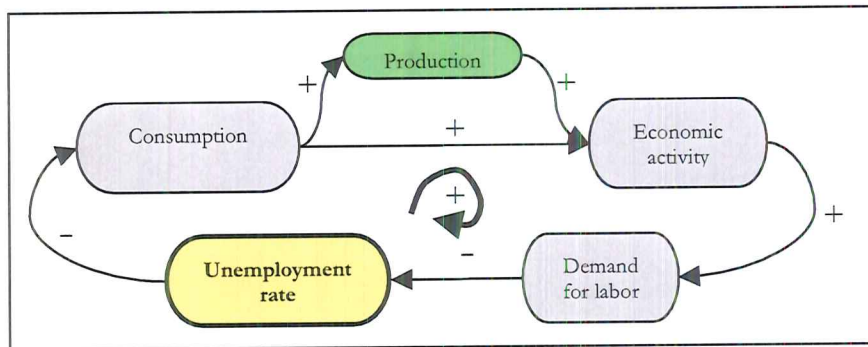 Production
+
+
Consumption
+
Economic
activity
+
+
-
-
Unemployment
rate
Demand
for labor